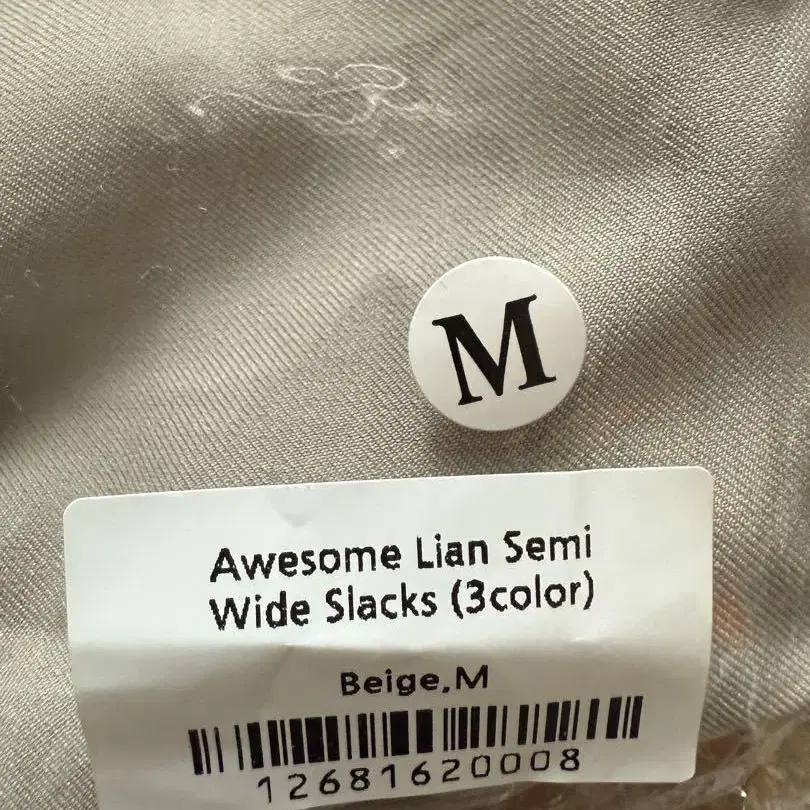 M
Awesome Lian Semi
Wide Slacks (3color)
Beige,M
12681620008